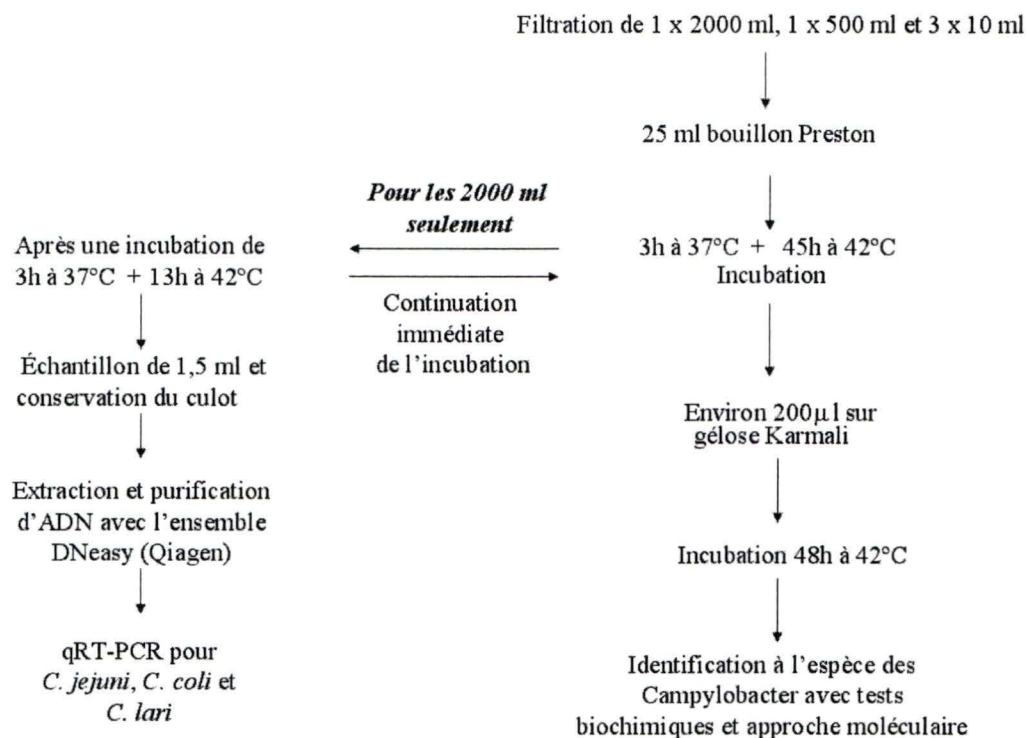 Filtration de 1 x 2000 ml, 1 x 500 ml et 3 x 10 ml
25 ml bouillon Preston
Pour les 2000 ml
seulement
3h à 37°C + 45h à 42°C
Incubation
Après une incubation de
3h à 37°C + 13h à 42°C
Continuation
immédiate
de l'incubation
Échantillon de 1,5 ml et
conservation du culot
Extraction et purification
d'ADN avec l'ensemble
DNeasy (Qiagen)
qRT-PCR pour
C. jejuni, C. coli et
C. lari
Environ 200µl sur
gélose Karmali
Incubation 48h à 42°C
Identification à l'espèce des
Campylobacter avec tests
biochimiques et approche moléculaire